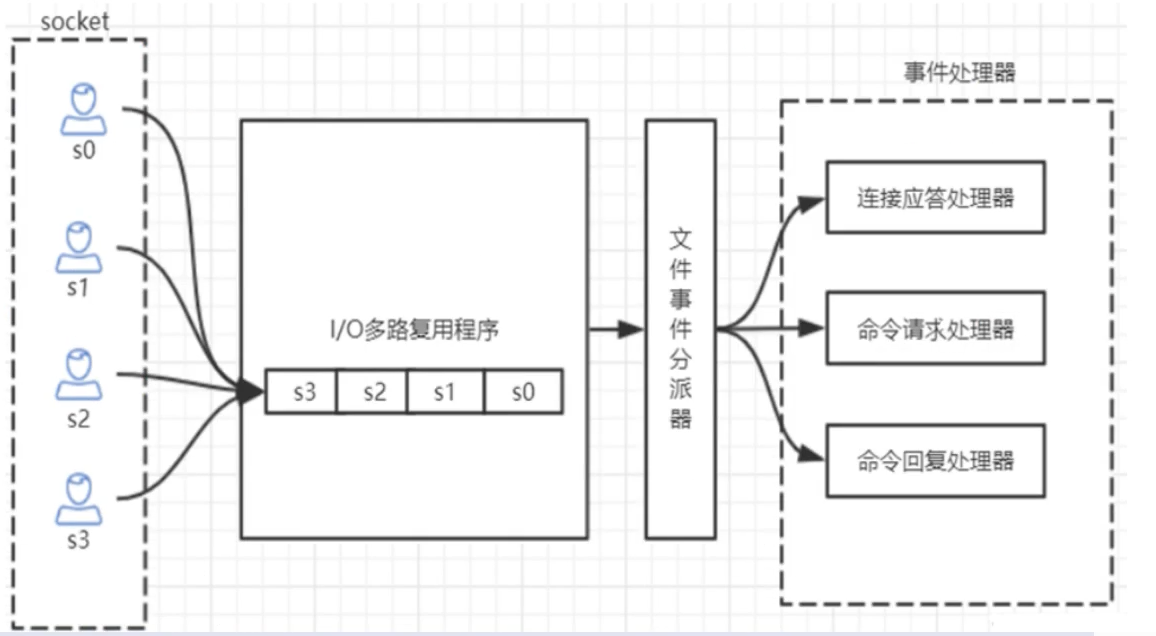 socket
s0
s1
s2
s3
I/O多路复用程序
s3 s2 s1 s0
文件事件分派器
事件处理器
连接应答处理器
命令请求处理器
命令回复处理器